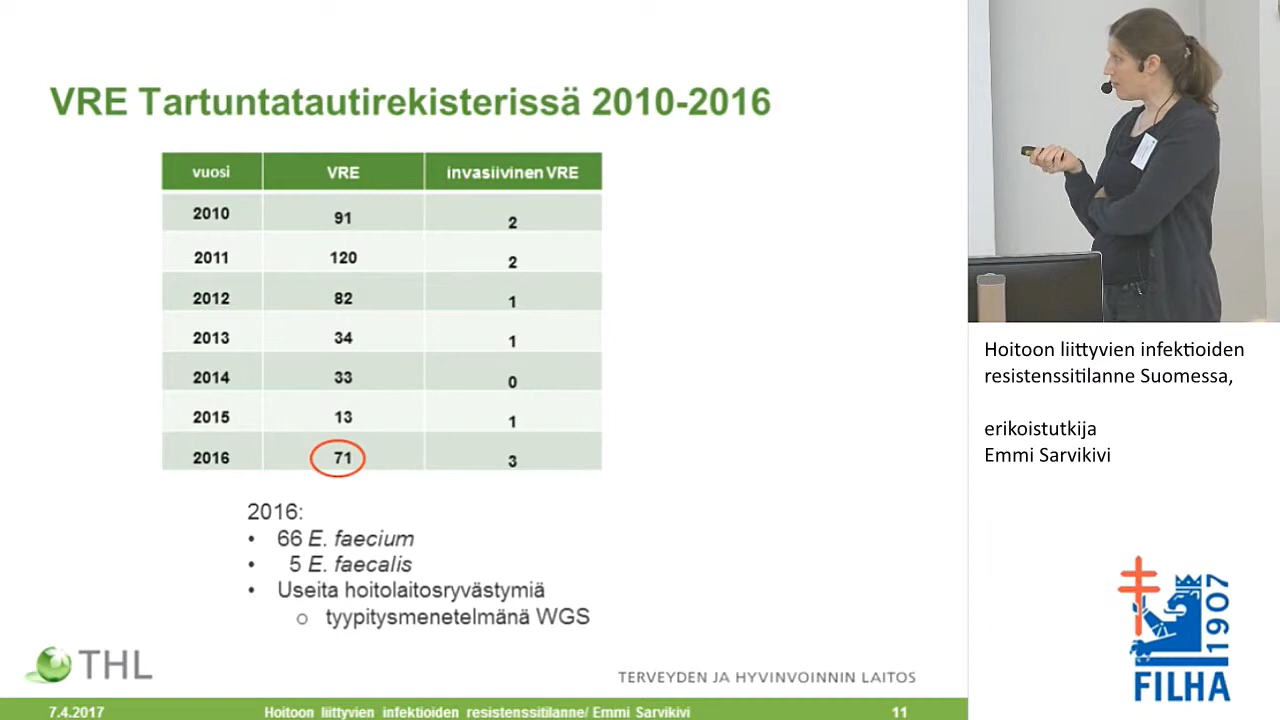 VRE Tartuntatautirekisterissä 2010-2016
vuosi VRE invasiivinen VRE
2010 91 2
2011 120 2
2012 82 1
2013 34 1
2014 33 0
2015 13 1
2016 71 3
2016:
• 66 E. faecium
• 5 E. faecalis
• Useita hoitolaitosryvästymiä
o tyypitysmenetelmänä WGS
THL
TERVEYDEN JA HYVINVOINNIN LAITOS
7.4.2017 Hoitoon liittyvien infektioiden resistenssitilanne/ Emmi Sarvikivi 11
Hoitoon liittyvien infektioiden
resistenssitilanne Suomessa,
erikoistutkija
Emmi Sarvikivi
1907
FILHA